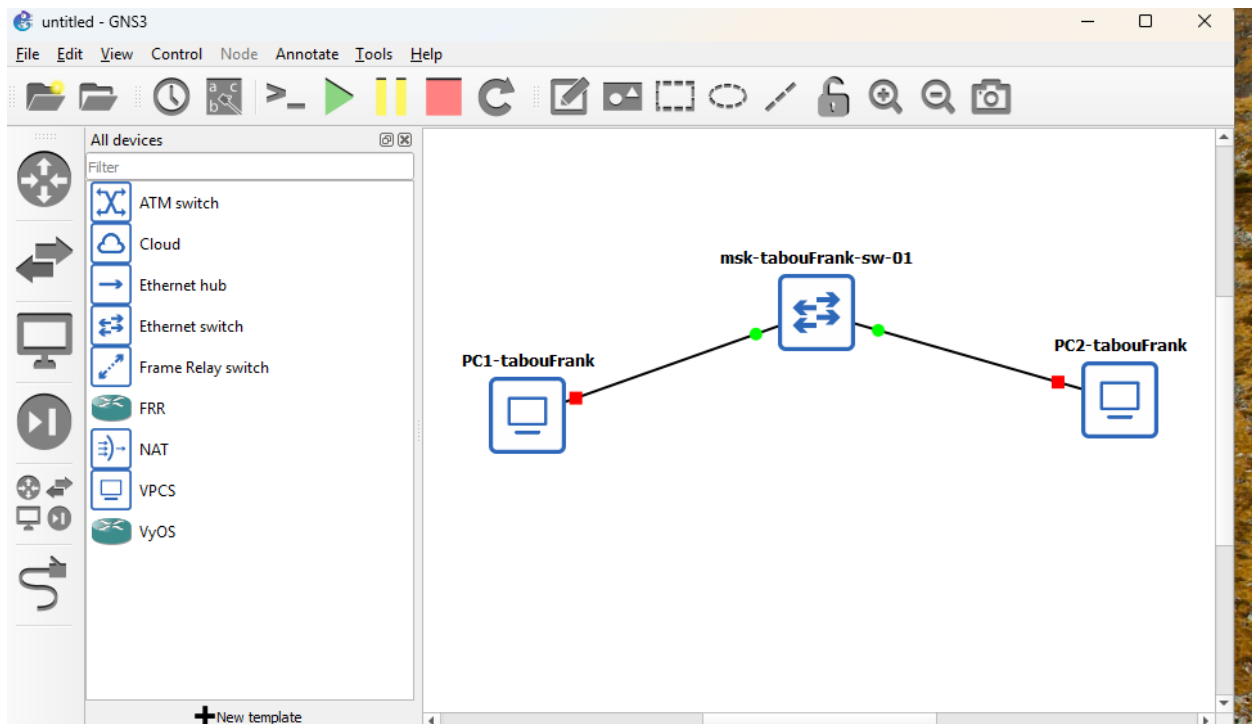 untitled - GNS3
File Edit View Control Node Annotate Tools Help
All devices
Filter
ATM switch
Cloud
Ethernet hub
Ethernet switch
Frame Relay switch
FRR
NAT
VPCS
VyOS
New template
msk-tabouFrank-sw-01
PC1-tabouFrank
PC2-tabouFrank